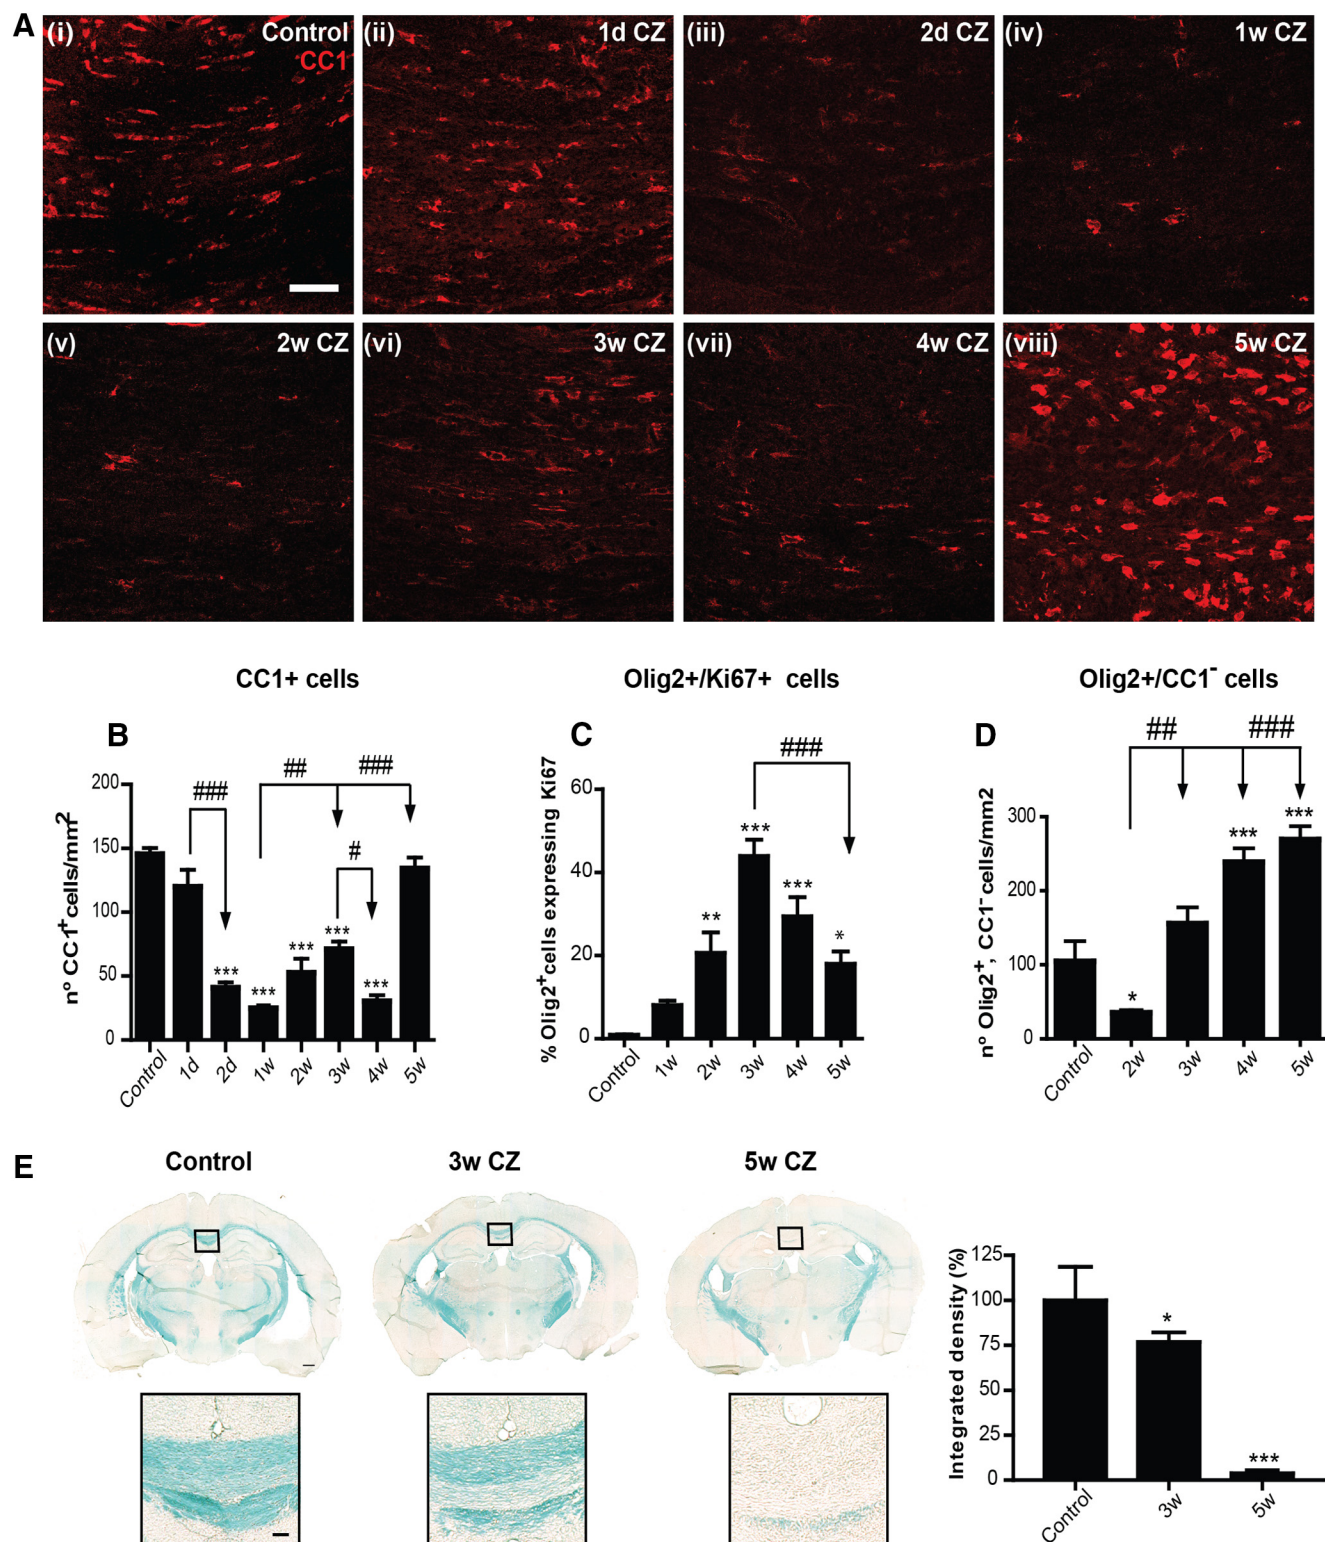 A
(i) Control
CC1
(ii) 1d CZ
(iii) 2d CZ
(iv) 1w CZ
(v) 2w CZ
(vi) 3w CZ
(vii) 4w CZ
(viii) 5w CZ
CC1+ cells
B
nº CC1+cells/mm2
200
150
100
50
0
###
##
###
#
***
***
***
***
***
Control
1d
2d
1w
2w
3w
4w
5w
Olig2+/Ki67+ cells
C
% Olig2+cells expressing Ki67
60
40
20
0
###
**
***
***
*
Control
1w
2w
3w
4w
5w
Olig2+/CC1- cells
D
nº Olig2+, CC1- cells/mm2
300
200
100
0
##
###
*
***
***
Control
2w
3w
4w
5w
E
Control
3w CZ
5w CZ
Integrated density (%)
125
100
75
50
25
0
*
***
Control
3w
5w